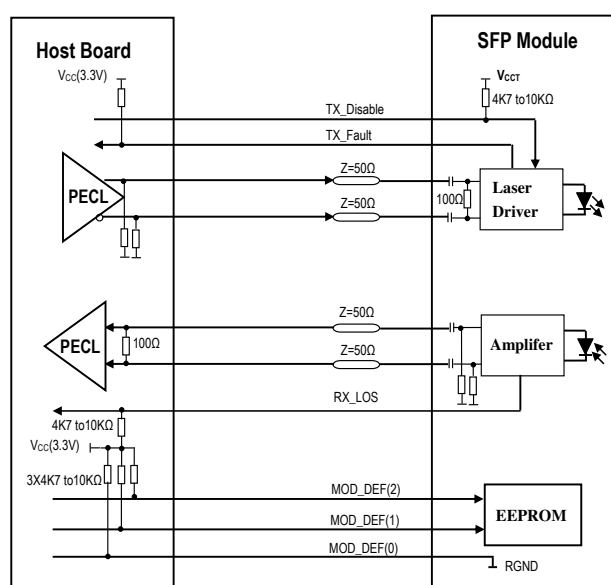 Host Board
SFP Module
VCC(3.3V)
VCCT
4K7 to10KΩ
TX_Disable
TX_Fault
PECL
Z=50Ω
Z=50Ω
100Ω
Laser
Driver
Z=50Ω
PECL
100Ω
Z=50Ω
Amplifer
RX_LOS
4K7 to10KΩ
VCC(3.3V)
3X4K7 to10KΩ
MOD_DEF(2)
EEPROM
MOD_DEF(1)
MOD_DEF(0)
RGND